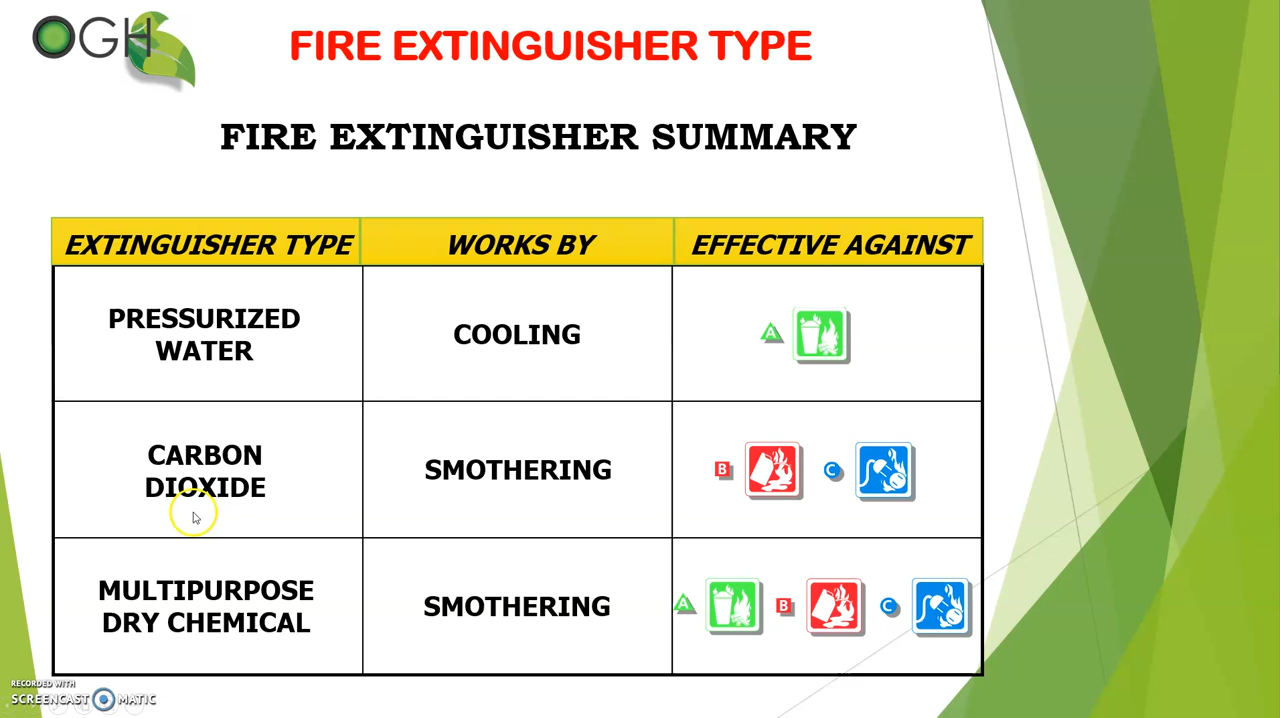 OGH
FIRE EXTINGUISHER TYPE
FIRE EXTINGUISHER SUMMARY
EXTINGUISHER TYPE WORKS BY EFFECTIVE AGAINST
PRESSURIZED
WATER
COOLING
A
CARBON
DIOXIDE
SMOTHERING
B C
MULTIPURPOSE
DRY CHEMICAL
SMOTHERING
A B C
RECORDED WITH
SCREENCAST MATIC